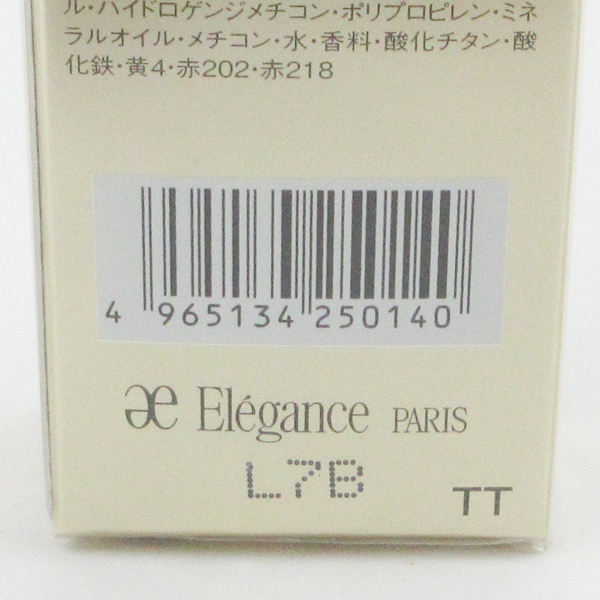 ル・ハイドロゲンジメチコン・ポリプロピレン・ミネ
ラルオイル・メチコン・水・香料・酸化チタン・酸
化鉄・黄4・赤202・赤218
4 965134 250140
æ Elégance PARIS
L7B
TT